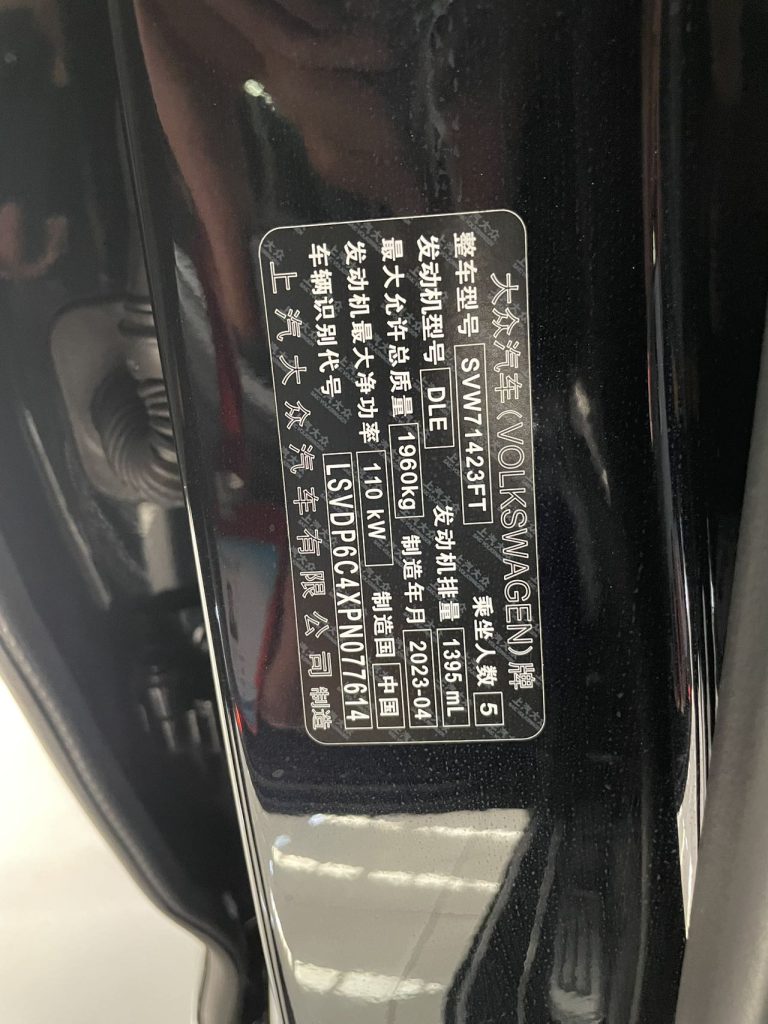 大众汽车(VOLKSWAGEN)牌
整车型号 SVW71423FT 乘坐人数 5
发动机型号 DLE 发动机排量 1395 mL
最大允许总质量 1960kg 制造年月 2023-04
发动机最大净功率 110 kW 制造国 中国
车辆识别代号 LSVDP6C4XPN077614
上汽大众汽车有限公司 制造